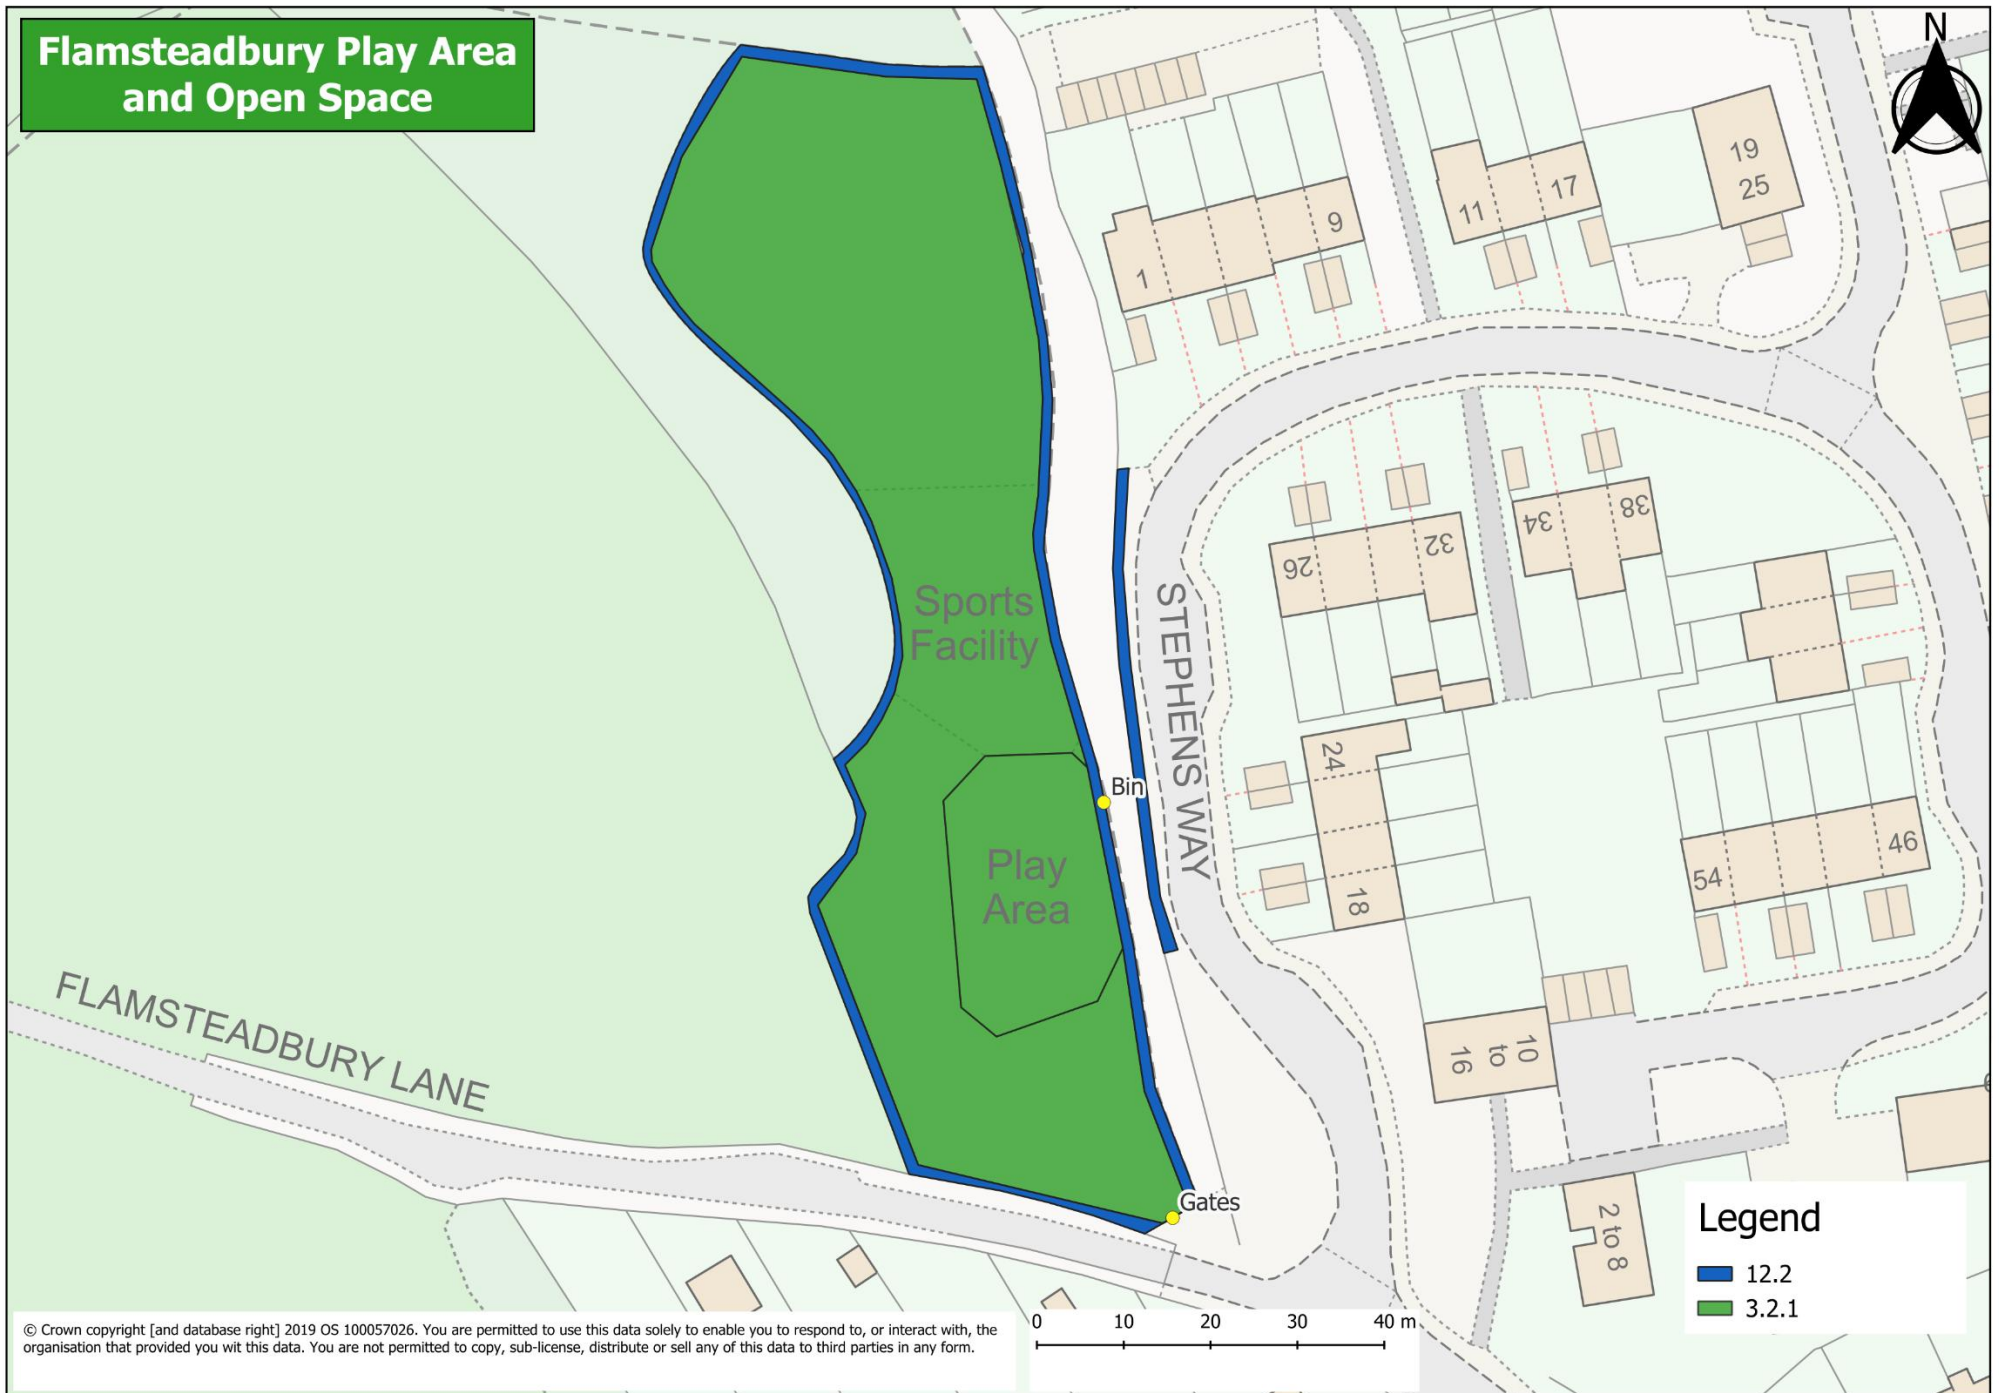 Flamsteadbury Play Area
and Open Space
N
19
25
17
11
9
1
38
34
32
26
Sports
Facility
STEPHENS WAY
24
Bin
Play
Area
46
54
18
FLAMSTEADBURY LANE
10
to
16
Gates
2 to 8
Legend
12.2
3.2.1
0 10 20 30 40 m
© Crown copyright [and database right] 2019 OS 100057026. You are permitted to use this data solely to enable you to respond to, or interact with, the
organisation that provided you wit this data. You are not permitted to copy, sub-license, distribute or sell any of this data to third parties in any form.